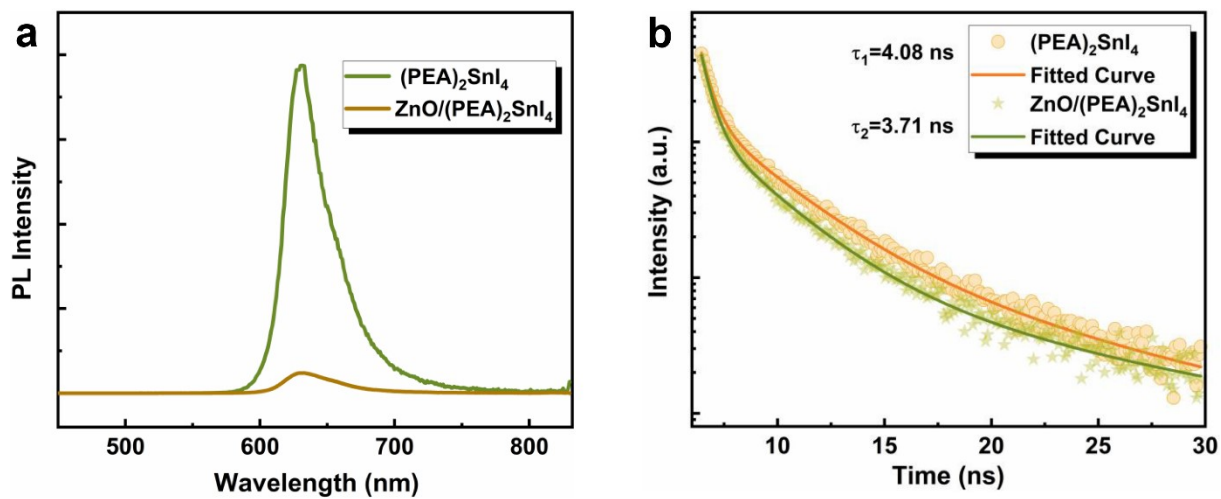 a
(PEA)₂SnI₄
ZnO/(PEA)₂SnI₄
PL Intensity
500
600
700
800
Wavelength (nm)
b
τ₁=4.08 ns
τ₂=3.71 ns
(PEA)₂SnI₄
Fitted Curve
ZnO/(PEA)₂SnI₄
Fitted Curve
Intensity (a.u.)
10
15
20
25
30
Time (ns)